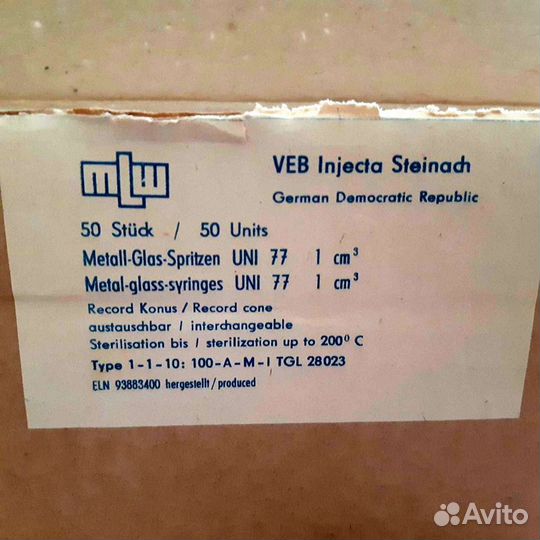 mLw
VEB Injecta Steinach
German Democratic Republic
50 Stück / 50 Units
Metall-Glas-Spritzen UNI 77 1 cm³
Metal-glass-syringes UNI 77 1 cm³
Record Konus / Record cone
austauschbar / interchangeable
Sterilisation bis / sterilization up to 200° C
Type 1-1-10: 100-A-M-I TGL 28023
ELN 93883400 hergestellt / produced
Avito